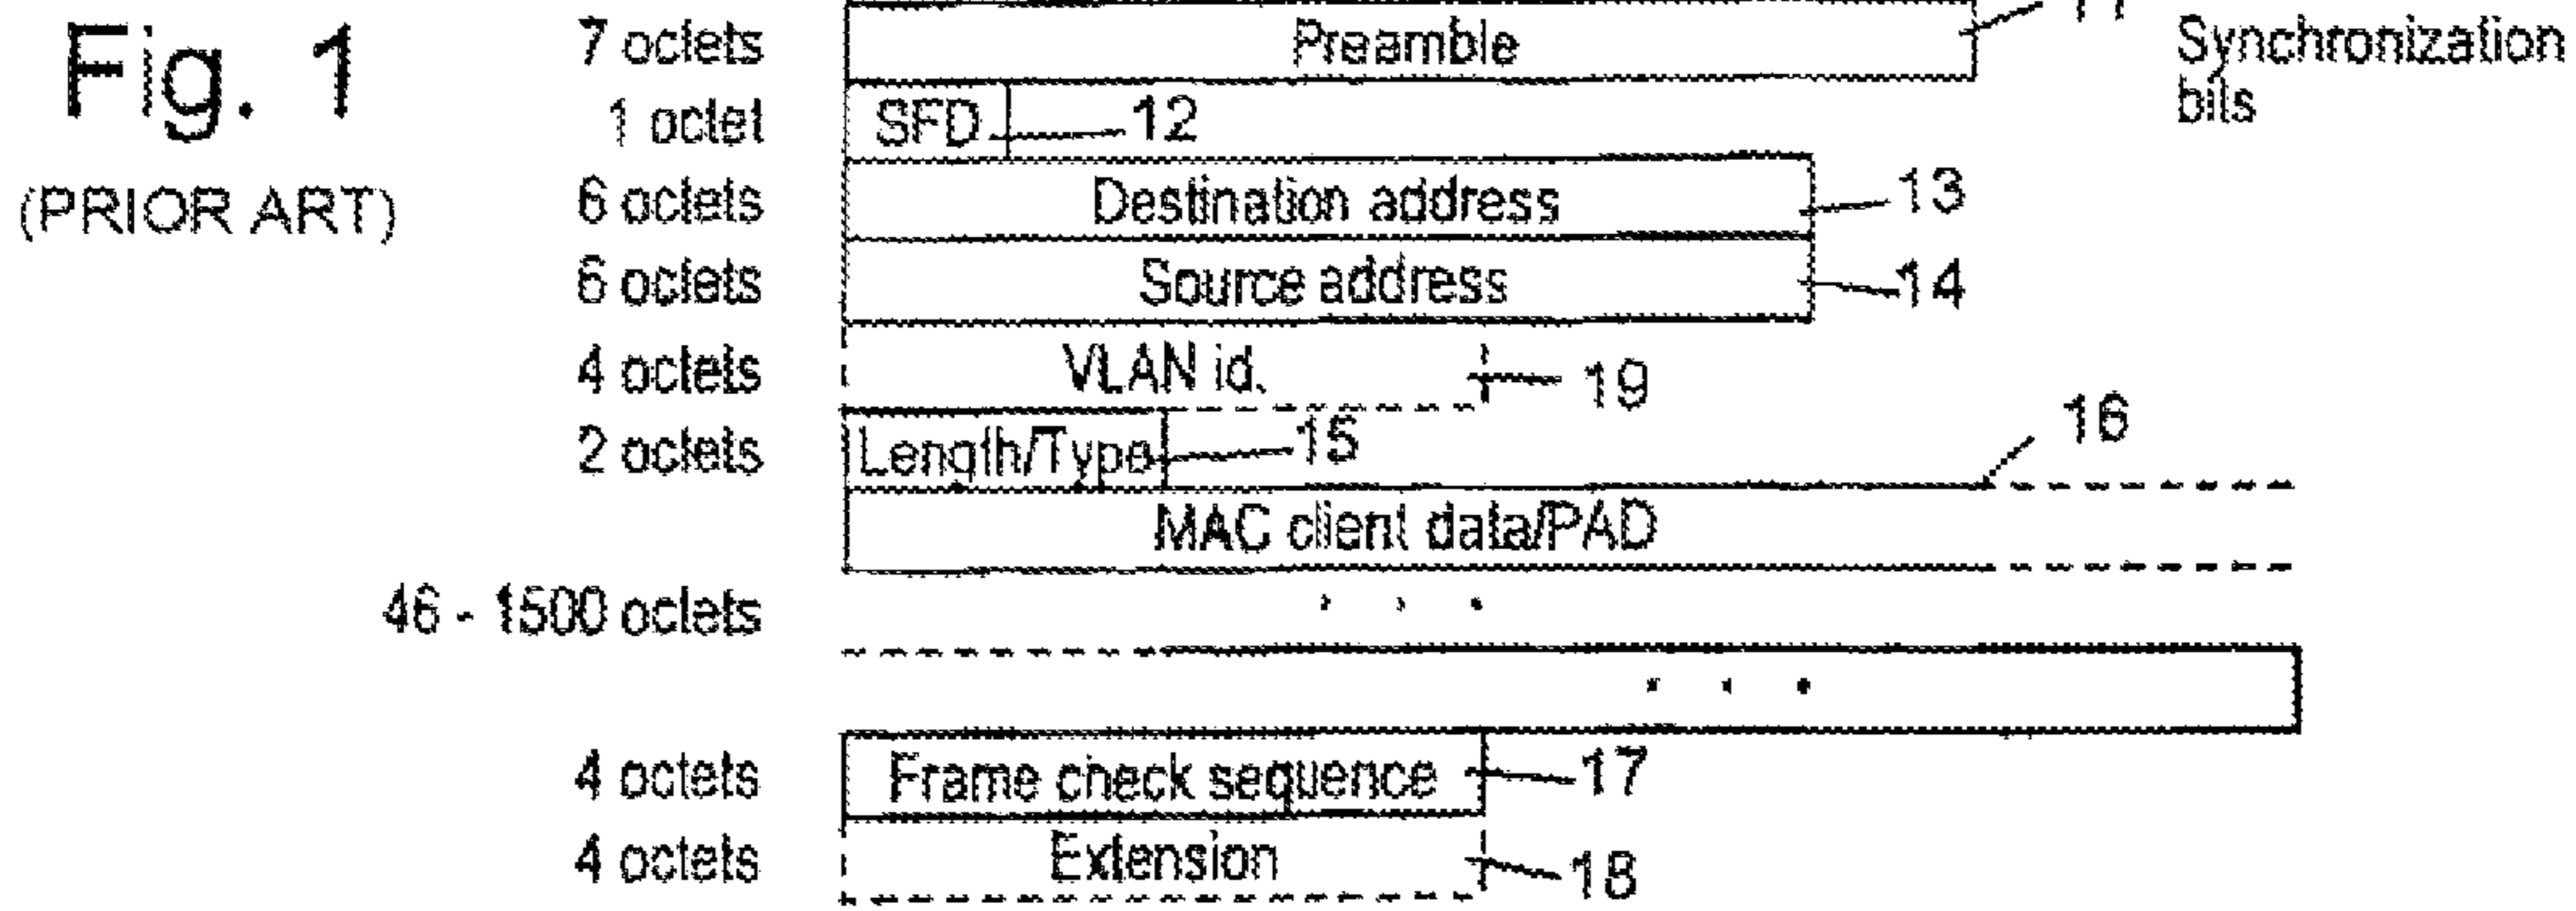 Fig. 1
(PRIOR ART)
7 octets Preamble 11 Synchronization
bits
1 octet SFD 12
6 octets Destination address 13
6 octets Source address 14
4 octets VLAN id. 19
2 octets Length/Type 15 16
MAC client data/PAD
46 - 1500 octets . . .
. . .
4 octets Frame check sequence 17
4 octets Extension 18